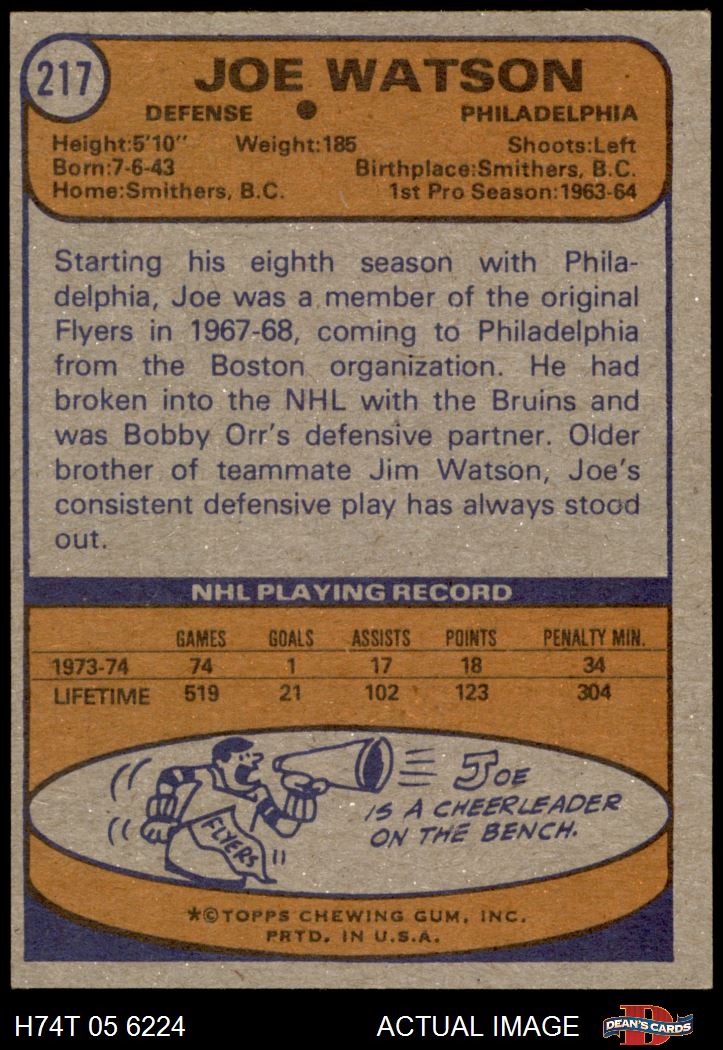 217
JOE WATSON
DEFENSE ● PHILADELPHIA
Height:5'10" Weight:185 Shoots:Left
Born:7-6-43 Birthplace:Smithers, B.C.
Home:Smithers, B.C. 1st Pro Season:1963-64
Starting his eighth season with Phila-
delphia, Joe was a member of the original
Flyers in 1967-68, coming to Philadelphia
from the Boston organization. He had
broken into the NHL with the Bruins and
was Bobby Orr's defensive partner. Older
brother of teammate Jim Watson, Joe's
consistent defensive play has always stood
out.
NHL PLAYING RECORD
GAMES GOALS ASSISTS POINTS PENALTY MIN.
1973-74 74 1 17 18 34
LIFETIME 519 21 102 123 304
JOE
IS A CHEERLEADER
ON THE BENCH.
FLYERS
*©TOPPS CHEWING GUM, INC.
PRTD. IN U.S.A.
H74T 05 6224 ACTUAL IMAGE D DEAN'S CARDS